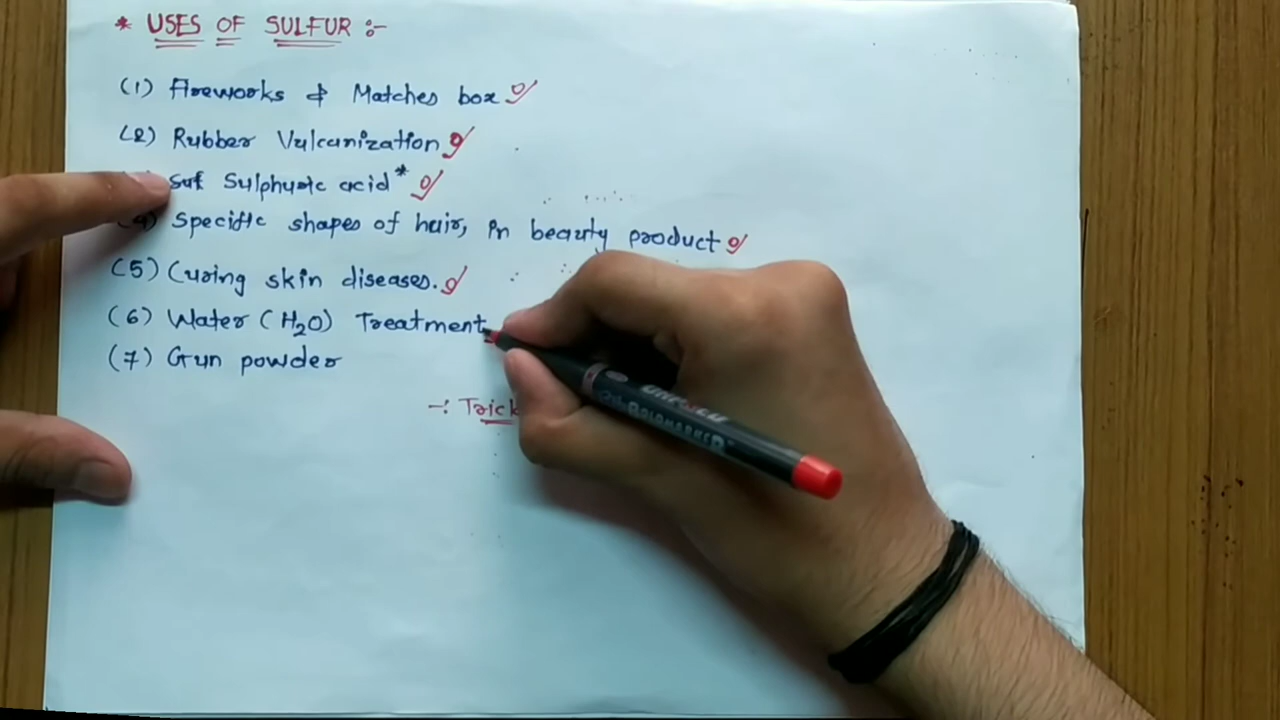 * USES OF SULFUR :-
(1) Fireworks & Matches box
(2) Rubber Vulcanization
Sulphuric acid*
(4) Specific shapes of hair, in beauty product
(5) Curing skin diseases.
(6) Water (H₂O) Treatment
(7) Gun powder
-: Trick